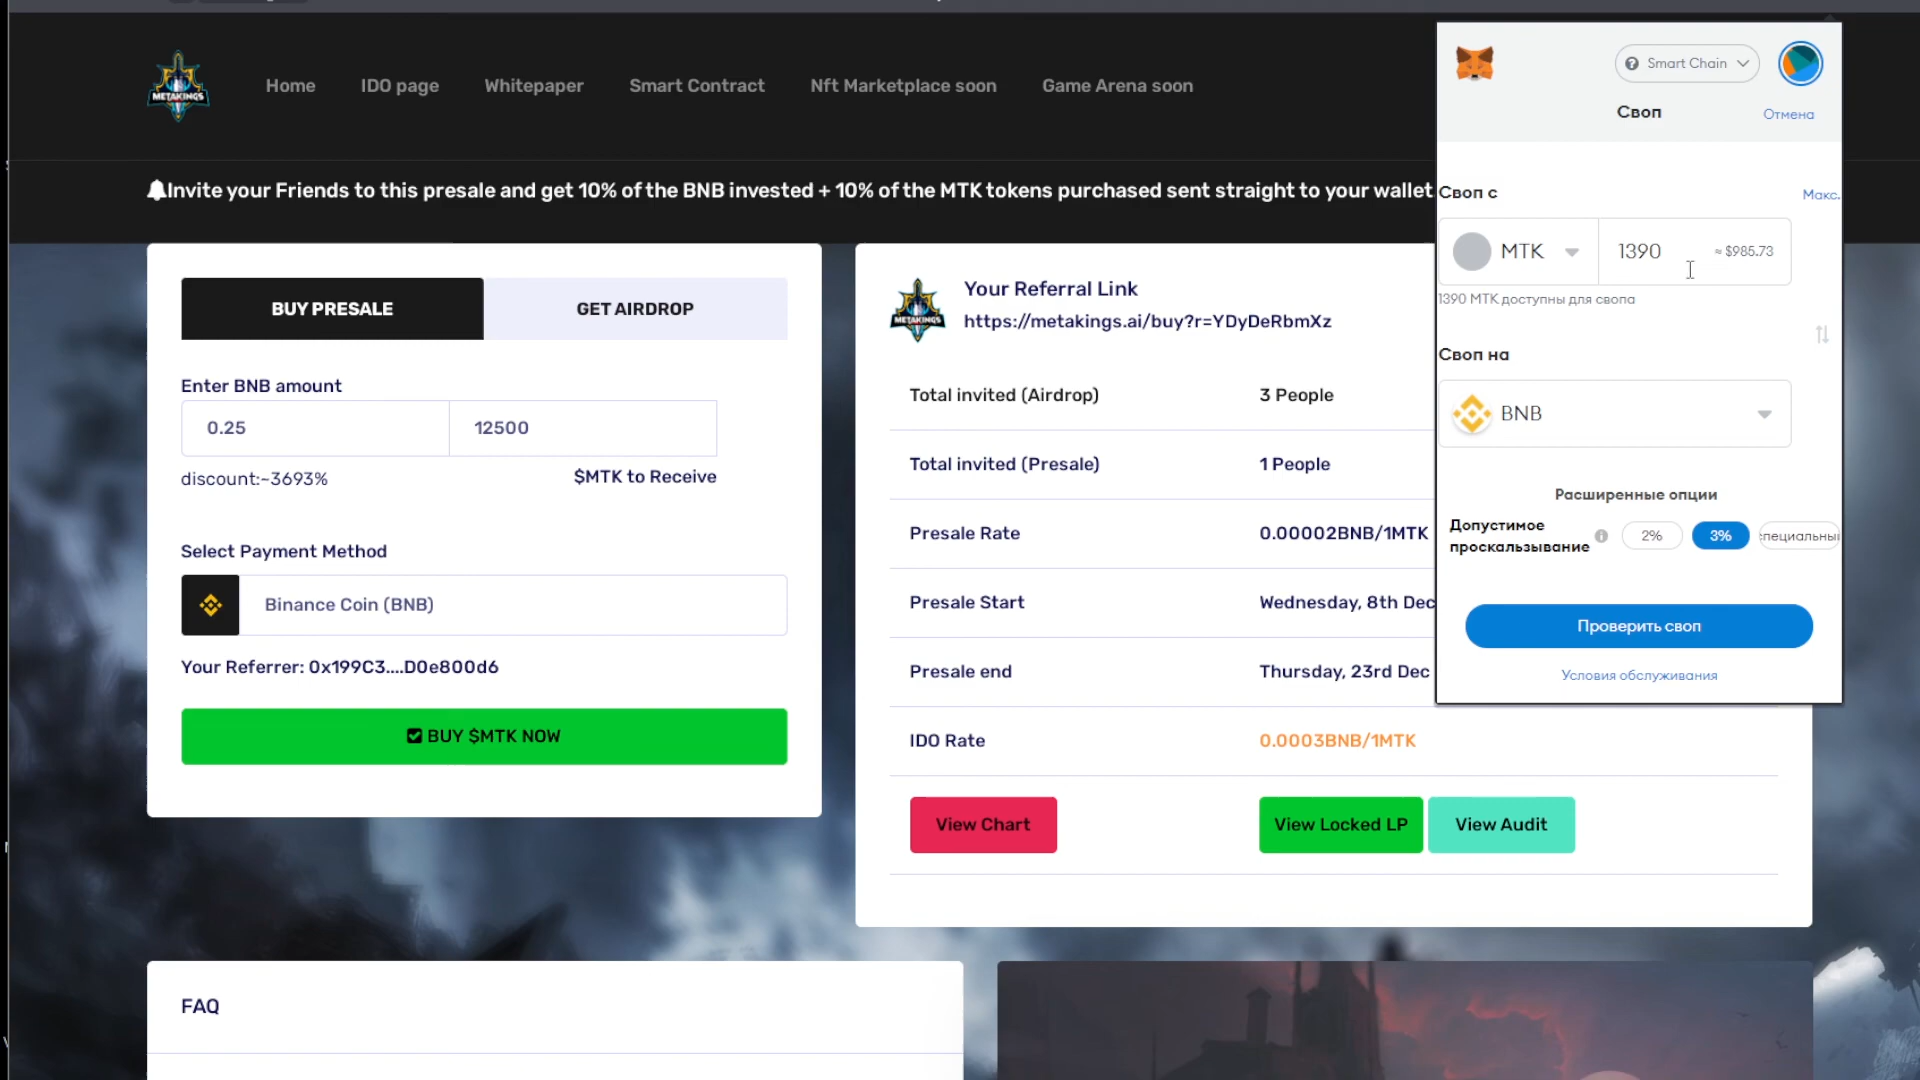 METAKINGS
Home
IDO page
Whitepaper
Smart Contract
Nft Marketplace soon
Game Arena soon
Invite your Friends to this presale and get 10% of the BNB invested + 10% of the MTK tokens purchased sent straight to your wallet
BUY PRESALE
GET AIRDROP
Enter BNB amount
0.25
12500
discount:~3693%
$MTK to Receive
Select Payment Method
Binance Coin (BNB)
Your Referrer: 0x199C3....D0e800d6
BUY $MTK NOW
METAKINGS
Your Referral Link
https://metakings.ai/buy?r=YDyDeRbmXz
Total invited (Airdrop)
3 People
Total invited (Presale)
1 People
Presale Rate
0.00002BNB/1MTK
Presale Start
Wednesday, 8th Dec
Presale end
Thursday, 23rd Dec
IDO Rate
0.0003BNB/1MTK
View Chart
View Locked LP
View Audit
FAQ
Smart Chain
Своп
Отмена
Своп с
Макс.
MTK
1390
≈ $985.73
1390 MTK доступны для свопа
Своп на
BNB
Расширенные опции
Допустимое
проскальзывание
2%
3%
Проверить своп
Условия обслуживания